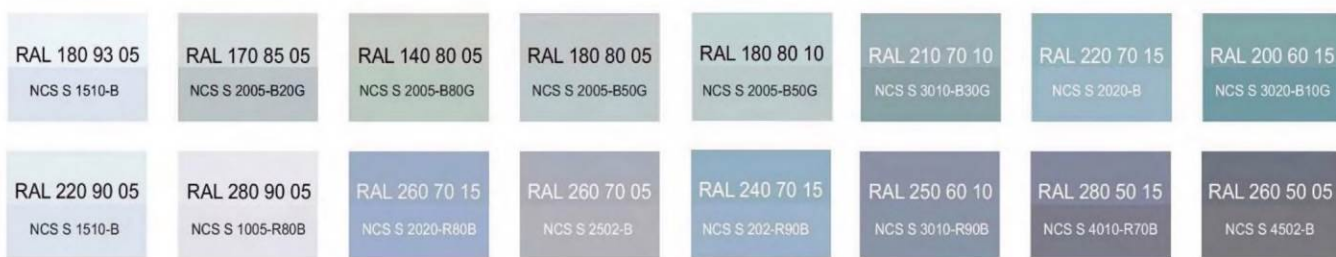 RAL 180 93 05
NCS S 1510-B
RAL 170 85 05
NCS S 2005-B20G
RAL 140 80 05
NCS S 2005-B80G
RAL 180 80 05
NCS S 2005-B50G
RAL 180 80 10
NCS S 2005-B50G
RAL 210 70 10
NCS S 3010-B30G
RAL 220 70 15
NCS S 2020-B
RAL 200 60 15
NCS S 3020-B10G
RAL 220 90 05
NCS S 1510-B
RAL 280 90 05
NCS S 1005-R80B
RAL 260 70 15
NCS S 2020-R80B
RAL 260 70 05
NCS S 2502-B
RAL 240 70 15
NCS S 202-R90B
RAL 250 60 10
NCS S 3010-R90B
RAL 280 50 15
NCS S 4010-R70B
RAL 260 50 05
NCS S 4502-B